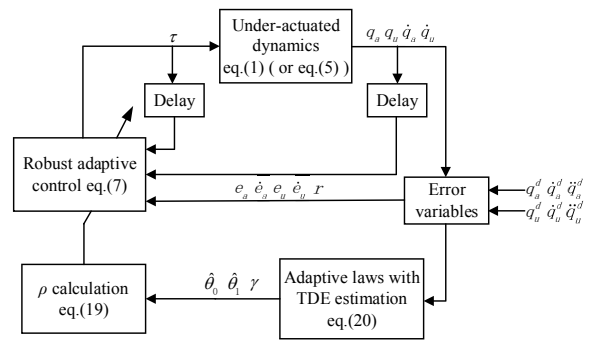 Under-actuated
dynamics
eq.(1) ( or eq.(5) )
τ
q_a q_u q̇_a q̇_u
Delay
Delay
Robust adaptive
control eq.(7)
e_a ė_a e_u ė_u r
Error
variables
q_a^d q̇_a^d q̈_a^d
q_u^d q̇_u^d q̈_u^d
ρ calculation
eq.(19)
θ̂_0 θ̂_1 γ
Adaptive laws with
TDE estimation
eq.(20)